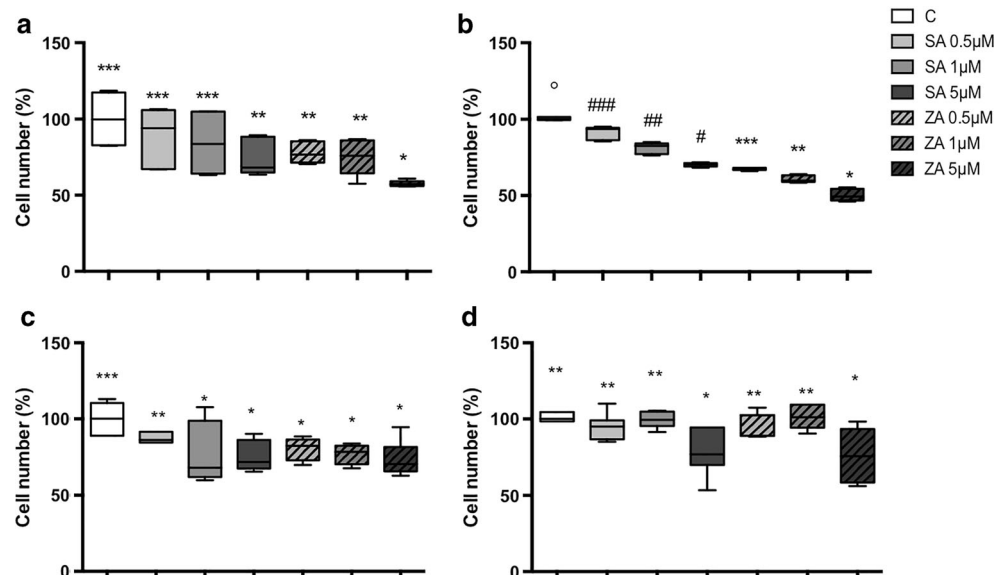 a
Cell number (%)
150
100
50
0
*** *** *** ** ** ** *
b
Cell number (%)
150
100
50
0
° ### ## # *** ** *
C
SA 0.5µM
SA 1µM
SA 5µM
ZA 0.5µM
ZA 1µM
ZA 5µM
c
Cell number (%)
150
100
50
0
*** ** * * * * *
d
Cell number (%)
150
100
50
0
** ** ** * ** ** *